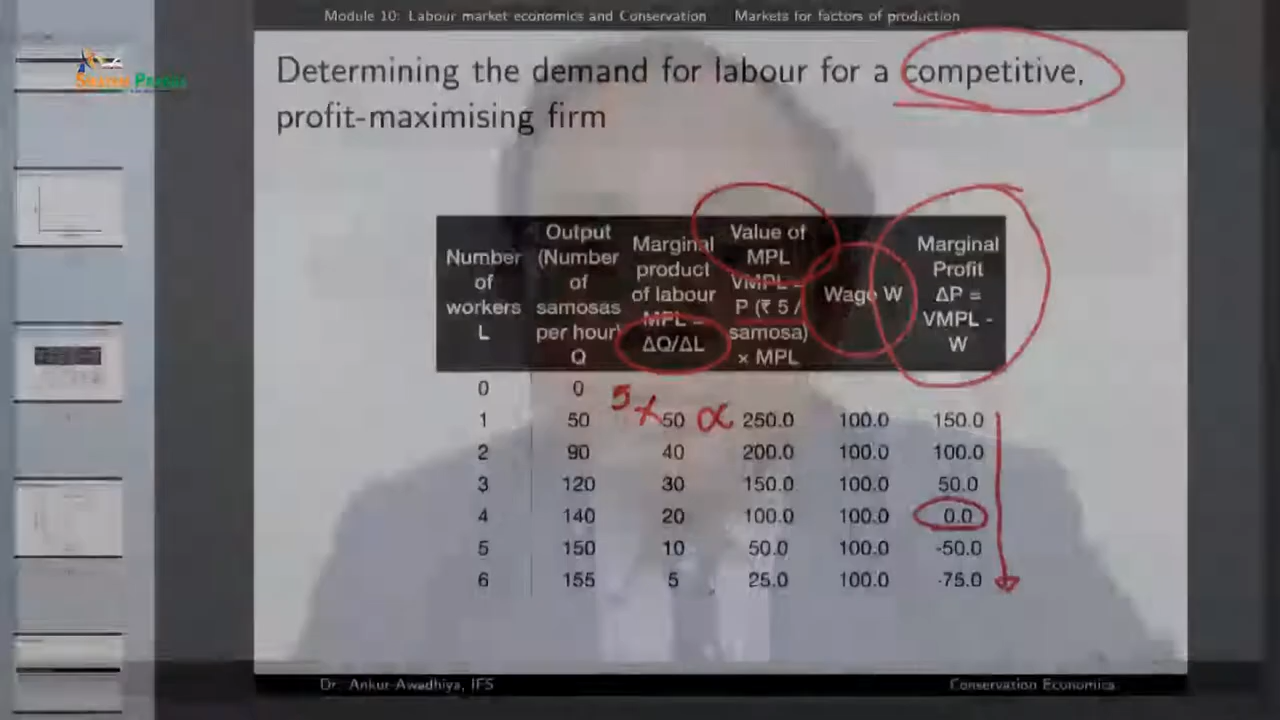 Module 10: Labour market economics and Conservation Markets for factors of production
Determining the demand for labour for a competitive,
profit-maximising firm
Number of workers L
Output (Number of samosas per hour) Q
Marginal product of labour MPL = ΔQ/ΔL
Value of MPL VMPL = P (₹ 5 / samosa) × MPL
Wage W
Marginal Profit ΔP = VMPL - W
0 0
5 ×
1 50 50 α 250.0 100.0 150.0
2 90 40 200.0 100.0 100.0
3 120 30 150.0 100.0 50.0
4 140 20 100.0 100.0 0.0
5 150 10 50.0 100.0 -50.0
6 155 5 25.0 100.0 -75.0
Dr. Ankur Awadhiya, IFS Conservation Economics